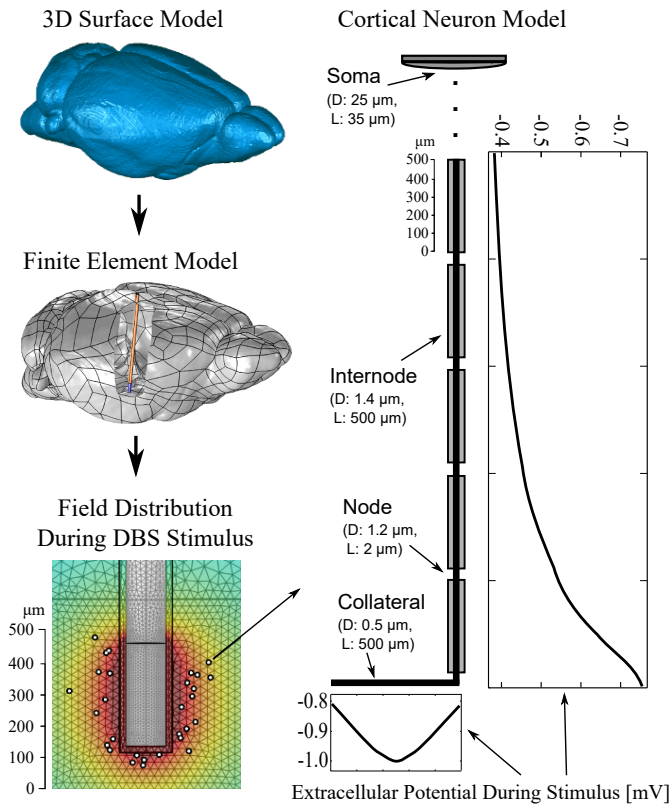 3D Surface Model
Finite Element Model
Field Distribution
During DBS Stimulus
μm
500
400
300
200
100
0
Cortical Neuron Model
Soma
(D: 25 μm,
L: 35 μm)
μm
500
400
300
200
100
0
Internode
(D: 1.4 μm,
L: 500 μm)
Node
(D: 1.2 μm,
L: 2 μm)
Collateral
(D: 0.5 μm,
L: 500 μm)
-0.4
-0.5
-0.6
-0.7
-0.8
-0.9
-1.0
Extracellular Potential During Stimulus [mV]